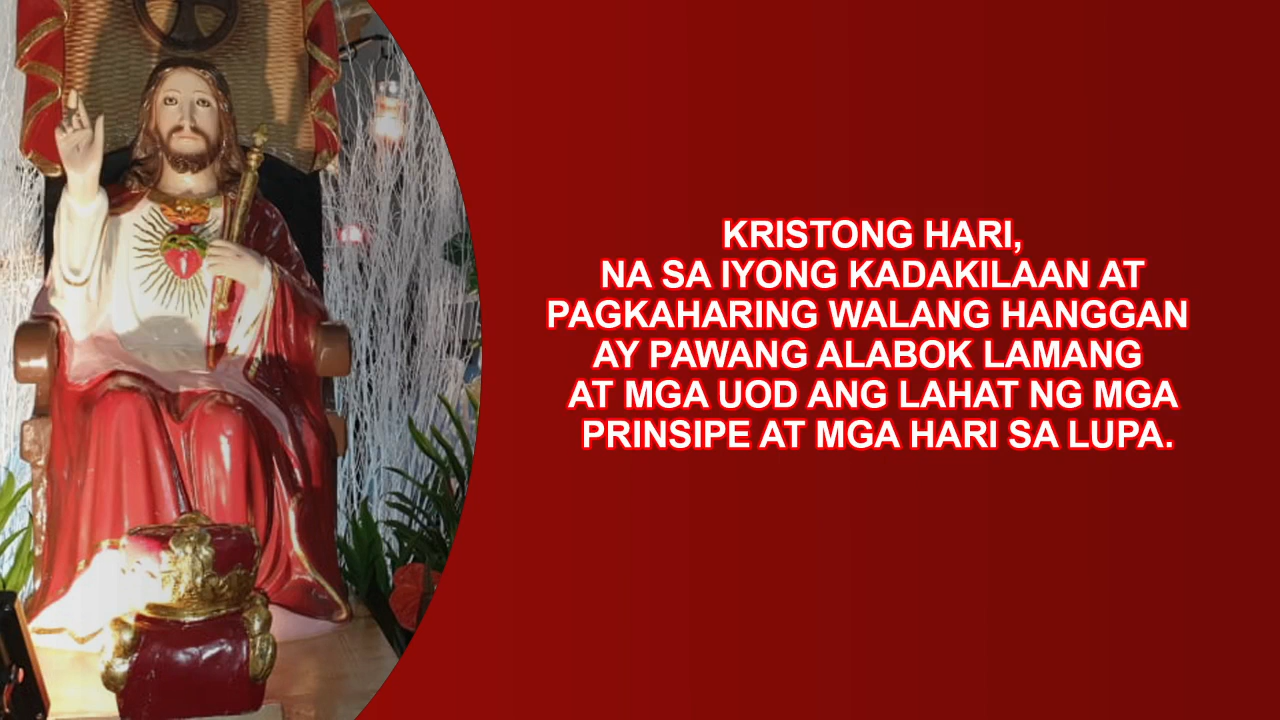 KRISTONG HARI,
NA SA IYONG KADAKILAAN AT
PAGKAHARING WALANG HANGGAN
AY PAWANG ALABOK LAMANG
AT MGA UOD ANG LAHAT NG MGA
PRINSIPE AT MGA HARI SA LUPA.